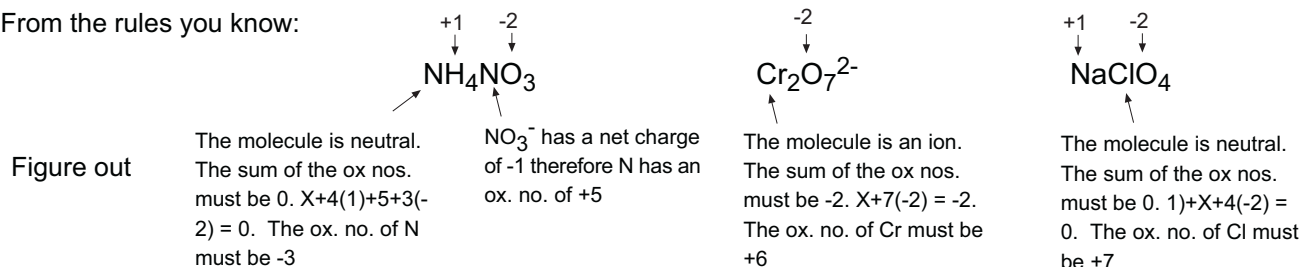 From the rules you know:
+1 -2
NH4NO3
-2
Cr2O7 2-
+1 -2
NaClO4
Figure out
The molecule is neutral.
The sum of the ox nos.
must be 0. X+4(1)+5+3(-
2) = 0. The ox. no. of N
must be -3
NO3- has a net charge
of -1 therefore N has an
ox. no. of +5
The molecule is an ion.
The sum of the ox nos.
must be -2. X+7(-2) = -2.
The ox. no. of Cr must be
+6
The molecule is neutral.
The sum of the ox nos.
must be 0. 1)+X+4(-2) =
0. The ox. no. of Cl must
be +7